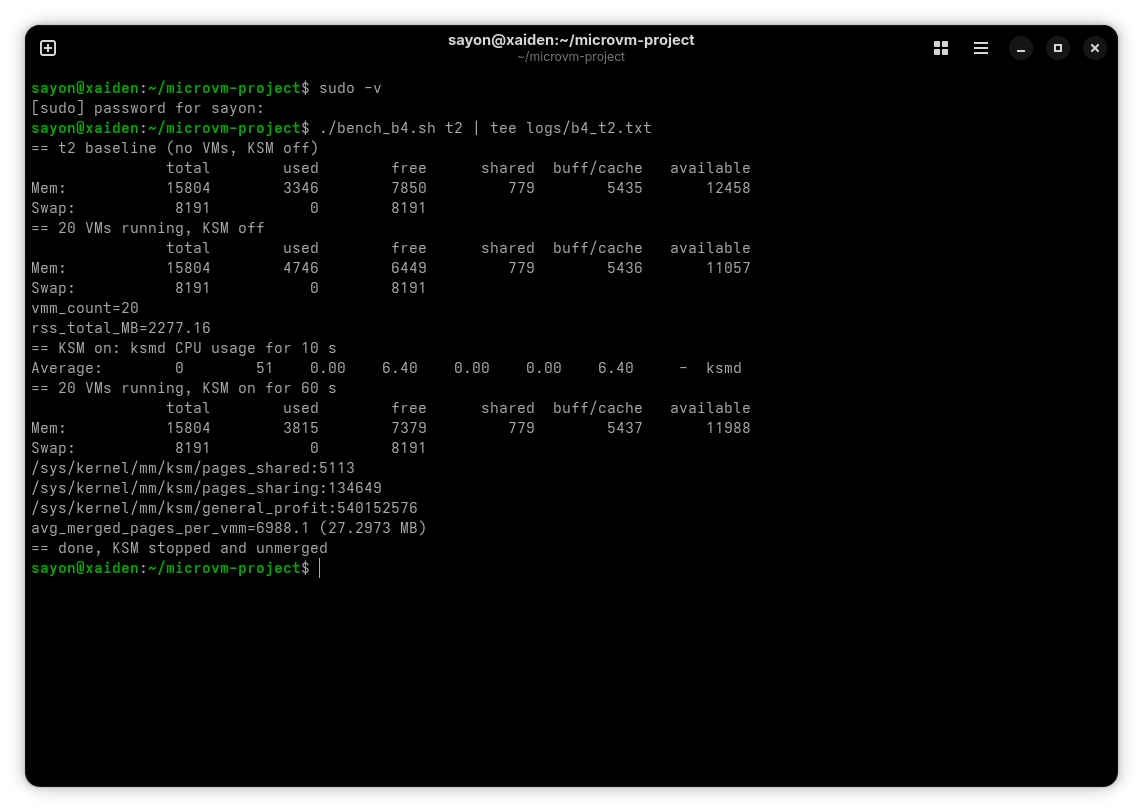 sayon@xaiden:~/microvm-project
~/microvm-project
sayon@xaiden:~/microvm-project$ sudo -v
[sudo] password for sayon:
sayon@xaiden:~/microvm-project$ ./bench_b4.sh t2 | tee logs/b4_t2.txt
== t2 baseline (no VMs, KSM off)
               total        used        free      shared  buff/cache   available
Mem:           15804        3346        7850         779        5435       12458
Swap:           8191           0        8191
== 20 VMs running, KSM off
               total        used        free      shared  buff/cache   available
Mem:           15804        4746        6449         779        5436       11057
Swap:           8191           0        8191
vmm_count=20
rss_total_MB=2277.16
== KSM on: ksmd CPU usage for 10 s
Average:        0        51    0.00    6.40    0.00    0.00    6.40     -  ksmd
== 20 VMs running, KSM on for 60 s
               total        used        free      shared  buff/cache   available
Mem:           15804        3815        7379         779        5437       11988
Swap:           8191           0        8191
/sys/kernel/mm/ksm/pages_shared:5113
/sys/kernel/mm/ksm/pages_sharing:134649
/sys/kernel/mm/ksm/general_profit:540152576
avg_merged_pages_per_vmm=6988.1 (27.2973 MB)
== done, KSM stopped and unmerged
sayon@xaiden:~/microvm-project$